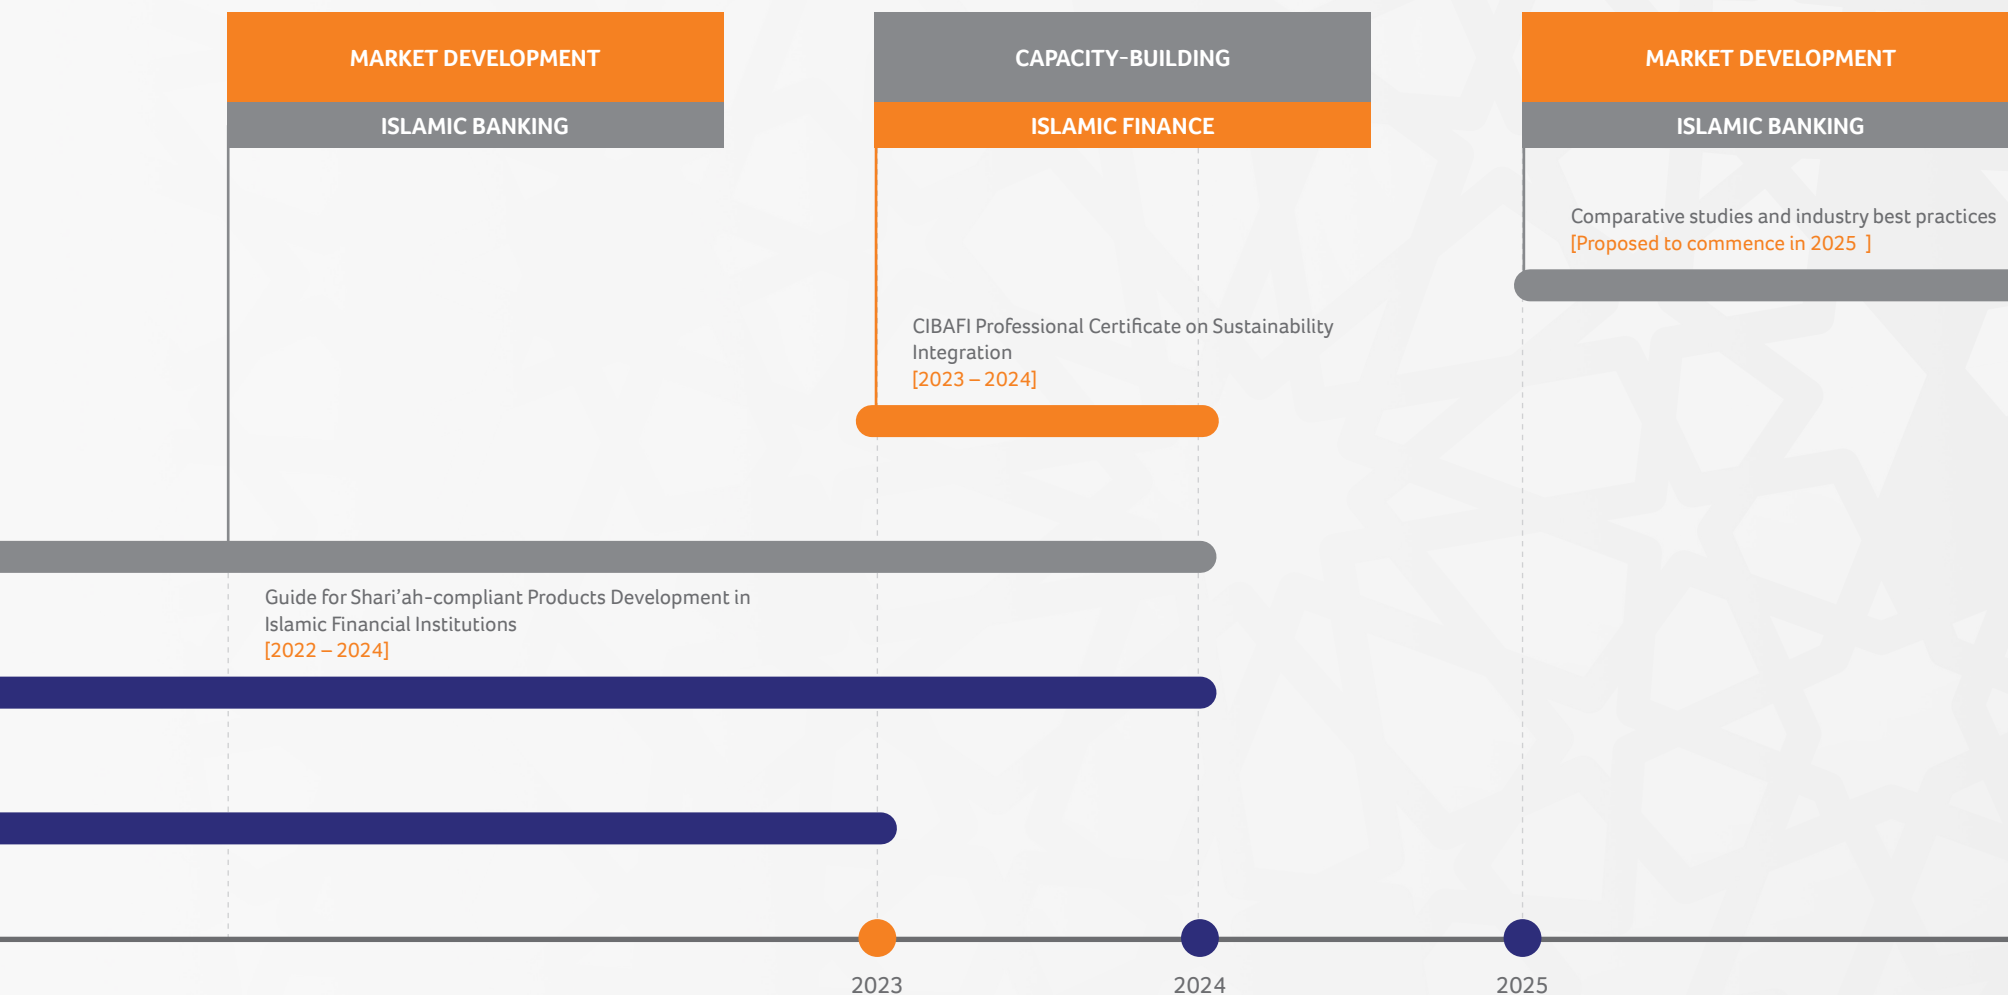 MARKET DEVELOPMENT
ISLAMIC BANKING
CAPACITY-BUILDING
ISLAMIC FINANCE
MARKET DEVELOPMENT
ISLAMIC BANKING
Comparative studies and industry best practices
[Proposed to commence in 2025 ]
CIBAFI Professional Certificate on Sustainability
Integration
[2023 – 2024]
Guide for Shari’ah-compliant Products Development in
Islamic Financial Institutions
[2022 – 2024]
2023
2024
2025